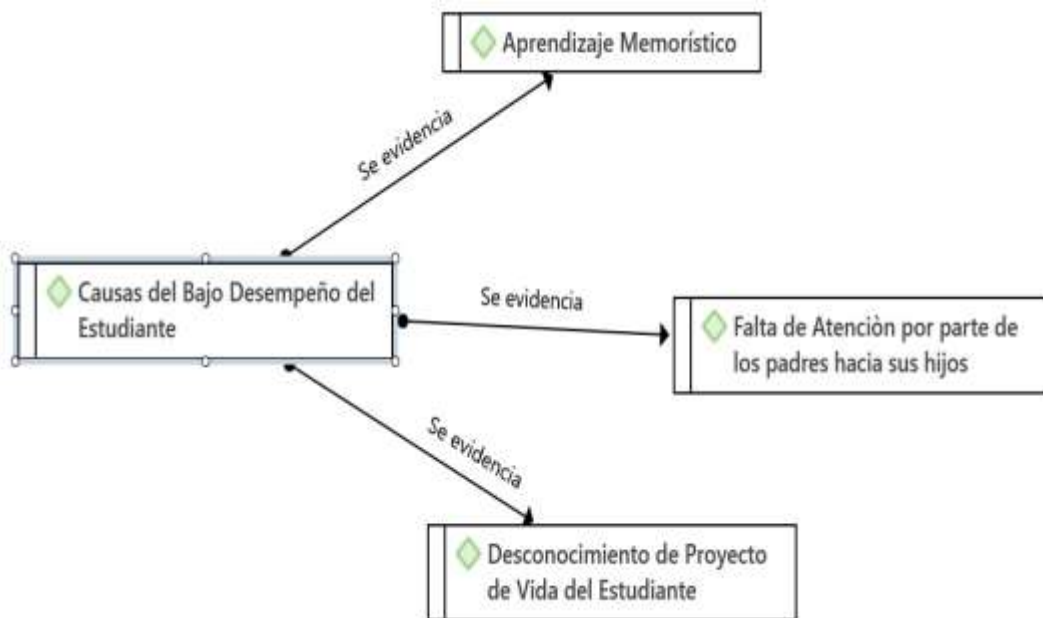 Aprendizaje Memorístico
Se evidencia
Causas del Bajo Desempeño del
Estudiante
Se evidencia
Falta de Atenciòn por parte de
los padres hacia sus hijos
Se evidencia
Desconocimiento de Proyecto
de Vida del Estudiante